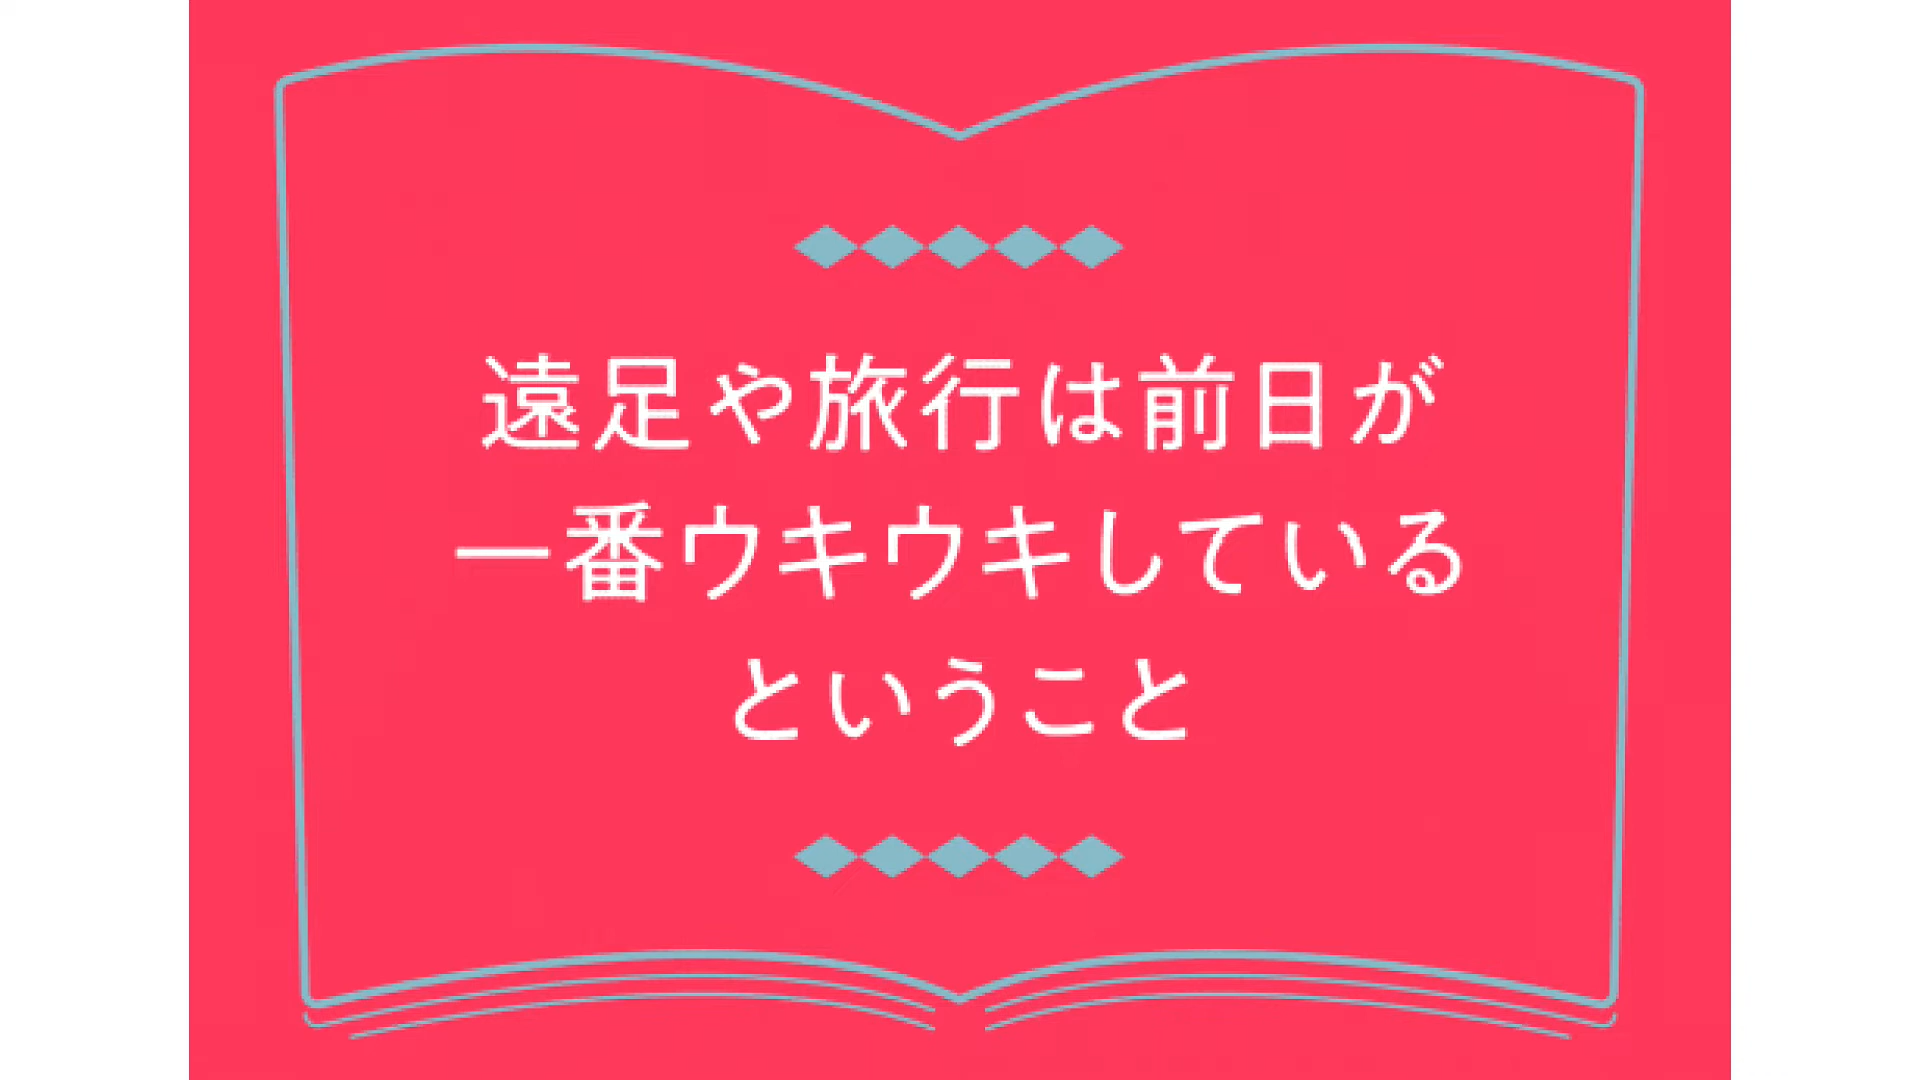 遠足や旅行は前日が
一番ウキウキしている
ということ